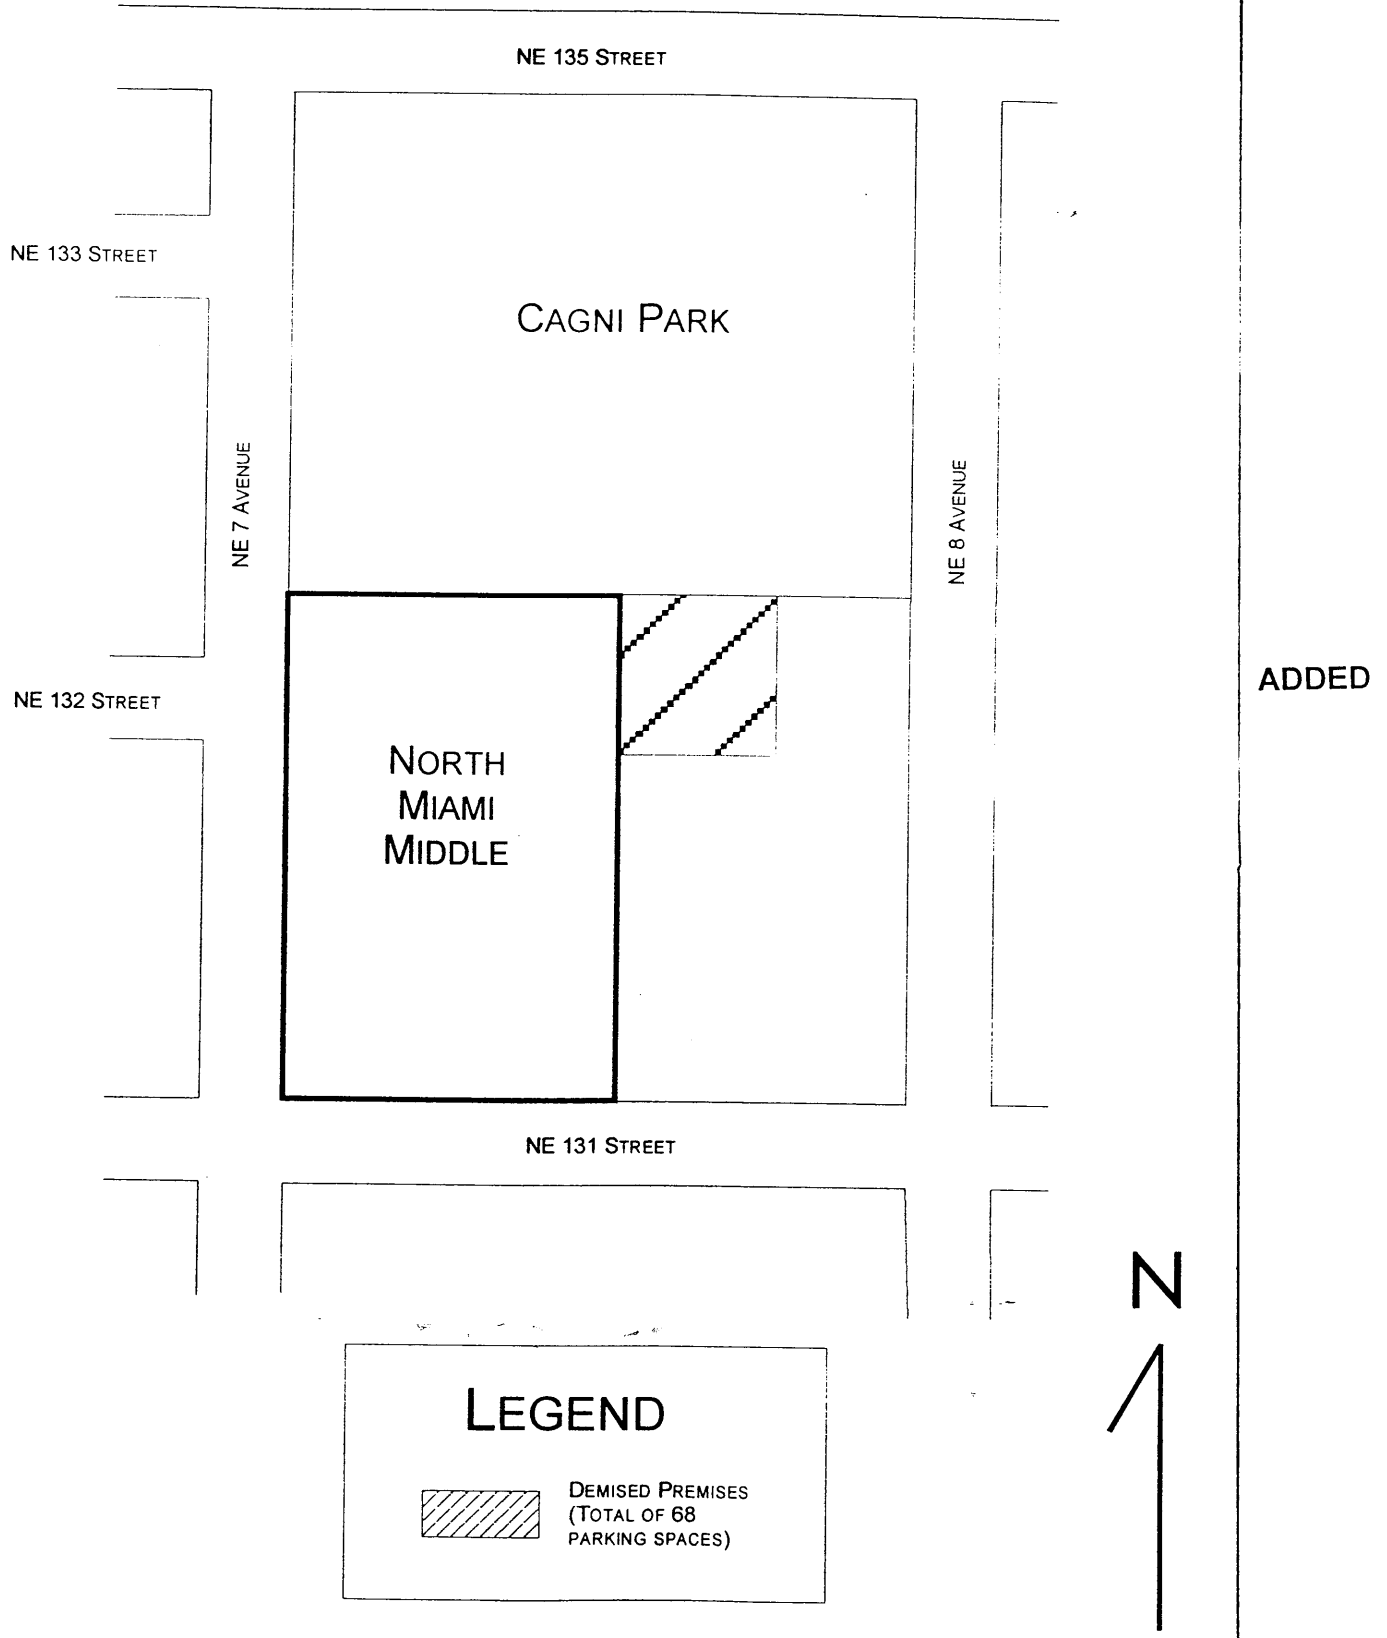 NE 135 STREET
NE 133 STREET
CAGNI PARK
NE 7 AVENUE
NE 8 AVENUE
ADDED
NE 132 STREET
NORTH
MIAMI
MIDDLE
NE 131 STREET
N
LEGEND
DEMISED PREMISES
(TOTAL OF 68
PARKING SPACES)